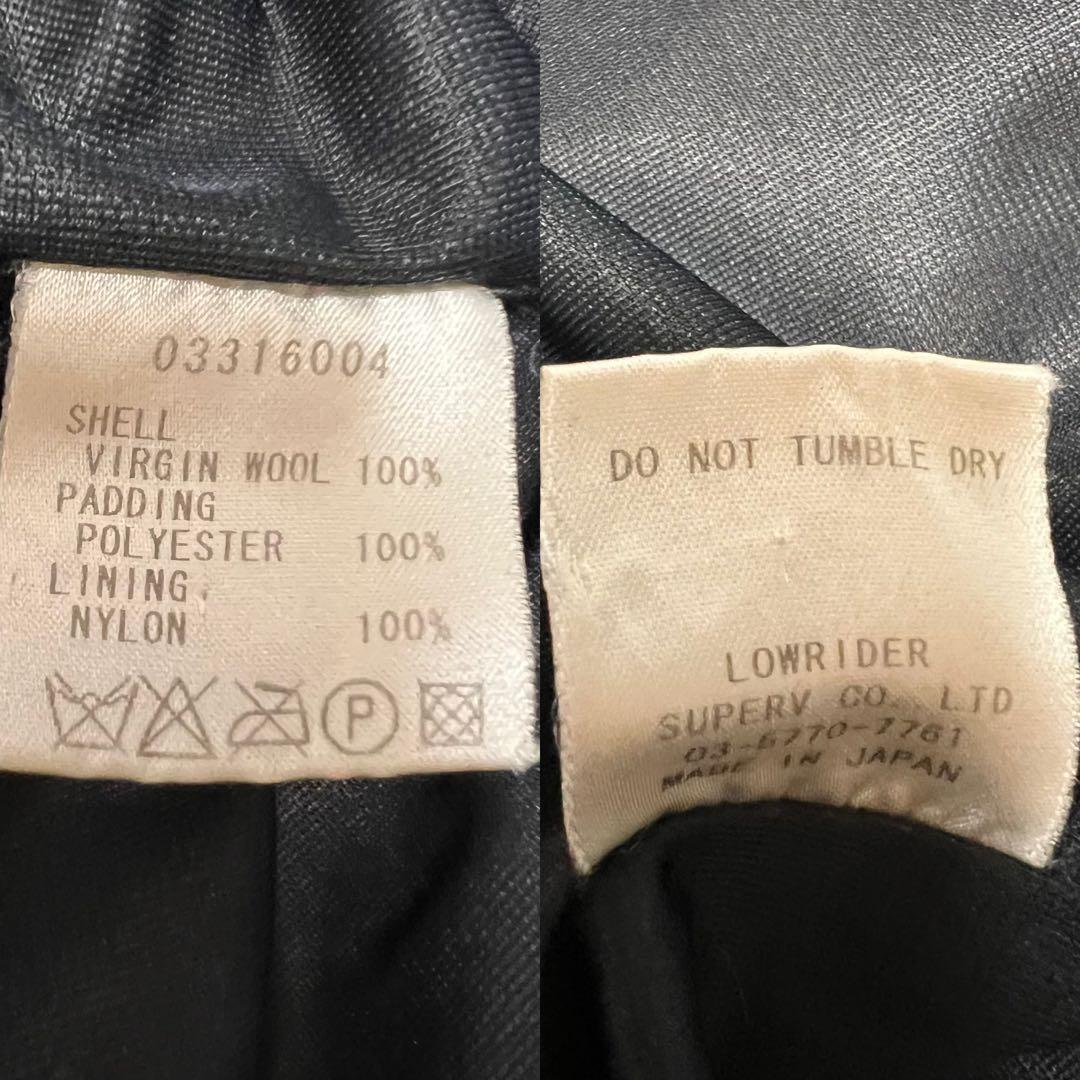 03316004
SHELL
VIRGIN WOOL 100%
PADDING
POLYESTER 100%
LINING
NYLON 100%
P
DO NOT TUMBLE DRY
LOWRIDER
SUPERV CO. LTD
03-5770-7761
MADE IN JAPAN